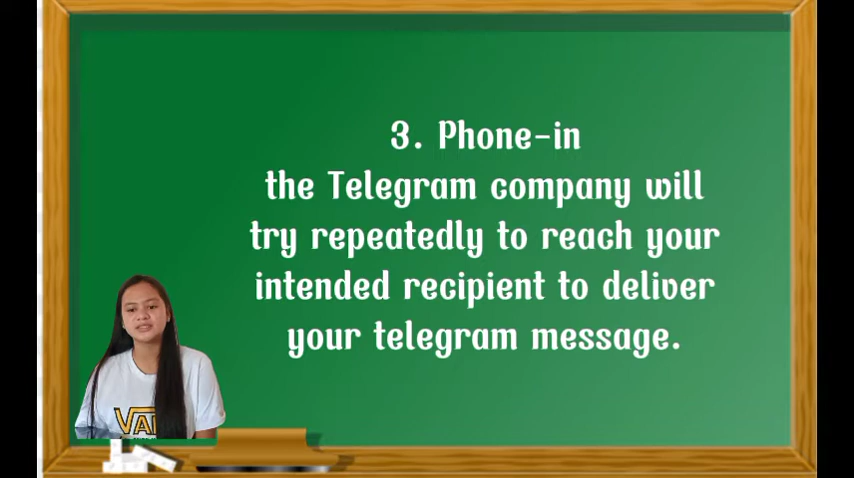 3. Phone-in
the Telegram company will
try repeatedly to reach your
intended recipient to deliver
your telegram message.